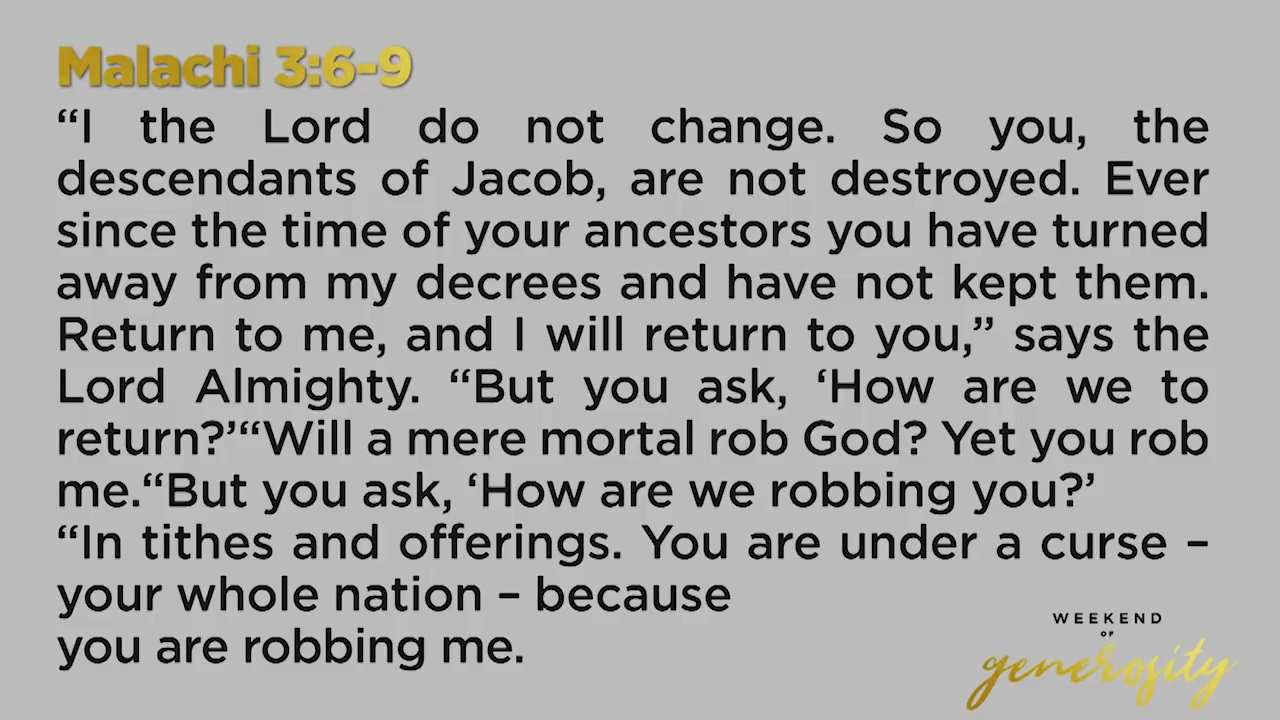 Malachi 3:6-9
“I the Lord do not change. So you, the
descendants of Jacob, are not destroyed. Ever
since the time of your ancestors you have turned
away from my decrees and have not kept them.
Return to me, and I will return to you,” says the
Lord Almighty. “But you ask, ‘How are we to
return?’“Will a mere mortal rob God? Yet you rob
me.“But you ask, ‘How are we robbing you?’
“In tithes and offerings. You are under a curse –
your whole nation – because
you are robbing me.
WEEKEND
OF
generosity